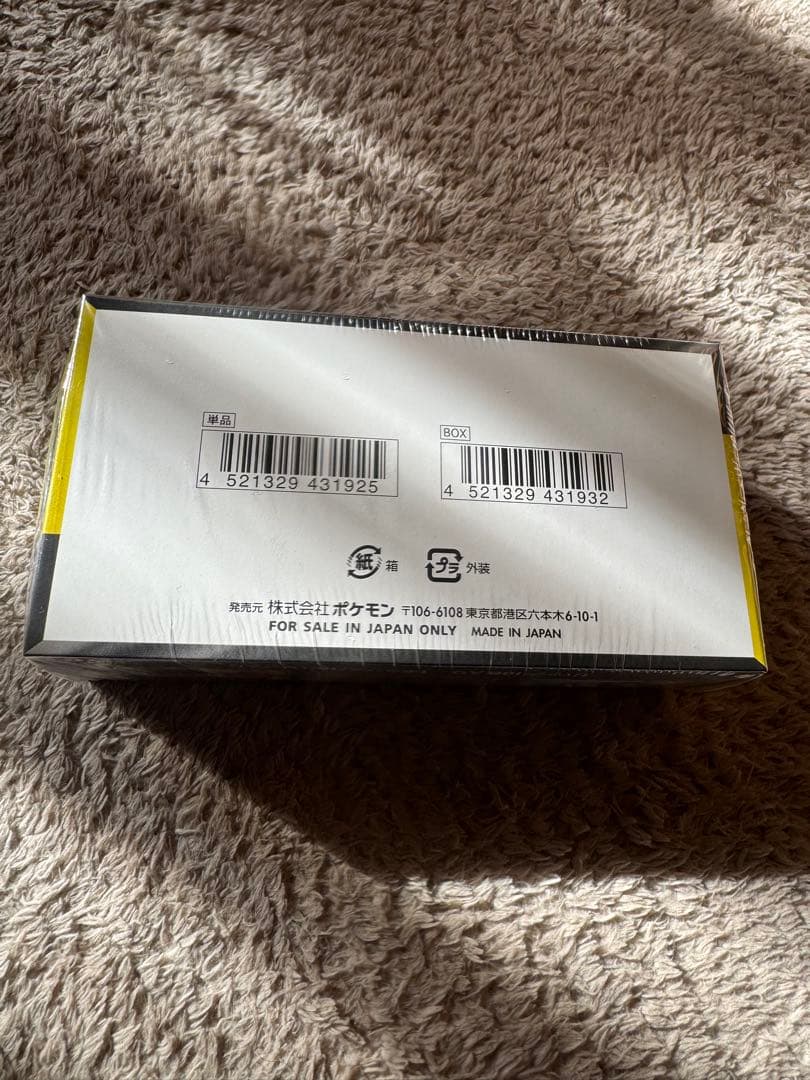 単品
4 521329 431925
BOX
4 521329 431932
紙 箱
プラ 外装
発売元 株式会社 ポケモン 〒106-6108 東京都港区六本木6-10-1
FOR SALE IN JAPAN ONLY MADE IN JAPAN